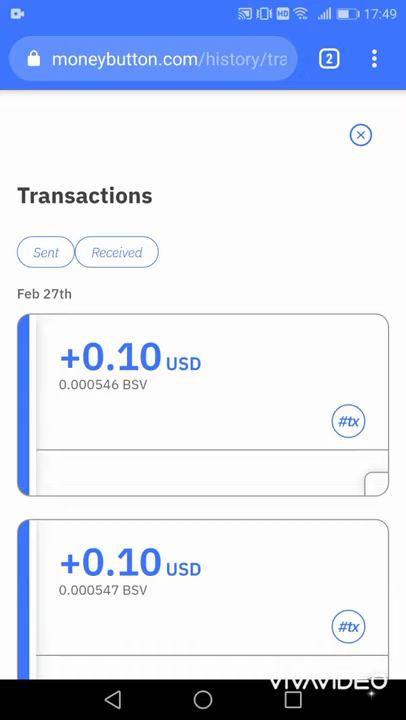 HD 17:49
moneybutton.com/history/tra
2
Transactions
Sent Received
Feb 27th
+0.10 USD
0.000546 BSV
#tx
+0.10 USD
0.000547 BSV
#tx
VIVAVIDEO